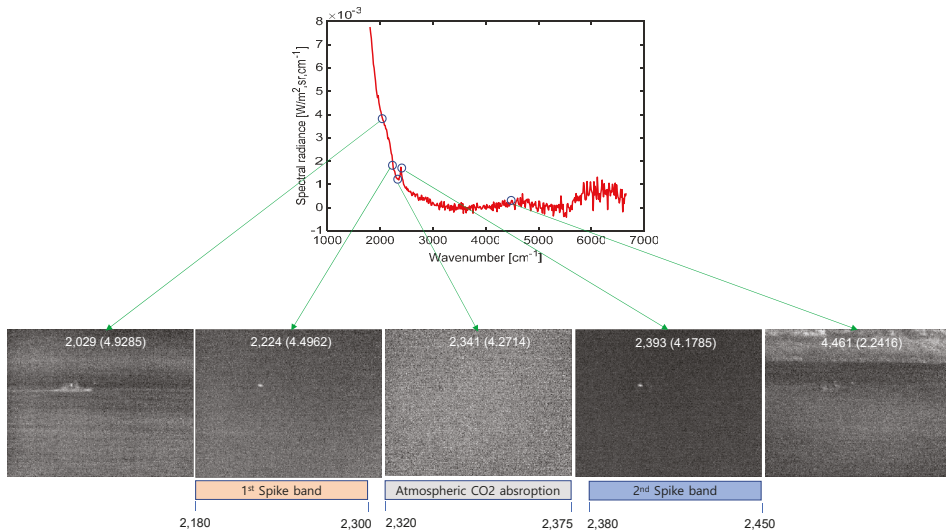 ×10⁻³
8
7
6
5
4
3
2
1
0
-1
Spectral radiance [W/m²,sr,cm⁻¹]
1000 2000 3000 4000 5000 6000 7000
Wavenumber [cm⁻¹]
2,029 (4.9285) 2,224 (4.4962) 2,341 (4.2714) 2,393 (4.1785) 4,461 (2.2416)
1st Spike band Atmospheric CO2 absroption 2nd Spike band
2,180 2,300 2,320 2,375 2,380 2,450